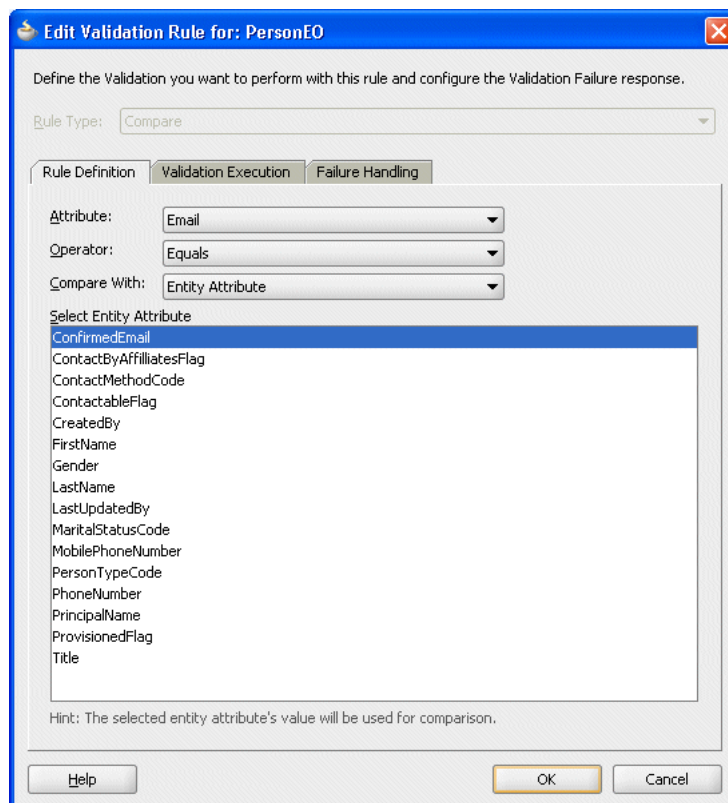 Edit Validation Rule for: PersonEO
Define the Validation you want to perform with this rule and configure the Validation Failure response.
Rule Type: Compare
Rule Definition Validation Execution Failure Handling
Attribute: Email
Operator: Equals
Compare With: Entity Attribute
Select Entity Attribute
ConfirmedEmail
ContactByAffilliatesFlag
ContactMethodCode
ContactableFlag
CreatedBy
FirstName
Gender
LastName
LastUpdatedBy
MaritalStatusCode
MobilePhoneNumber
PersonTypeCode
PhoneNumber
PrincipalName
ProvisionedFlag
Title
Hint: The selected entity attribute's value will be used for comparison.
Help OK Cancel